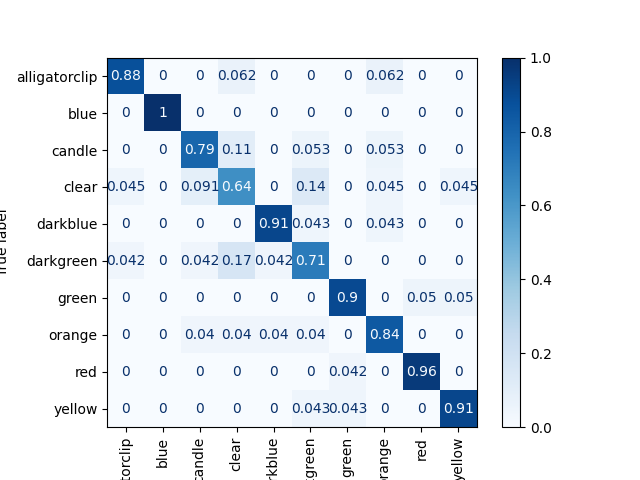 alligatorclip 0.88 0 0 0.062 0 0 0 0.062 0 0
blue 0 1 0 0 0 0 0 0 0 0
candle 0 0 0.79 0.11 0 0.053 0 0.053 0 0
clear 0.045 0 0.091 0.64 0 0.14 0 0.045 0 0.045
darkblue 0 0 0 0 0.91 0.043 0 0.043 0 0
darkgreen 0.042 0 0.042 0.17 0.042 0.71 0 0 0 0
green 0 0 0 0 0 0 0.9 0 0.05 0.05
orange 0 0 0.04 0.04 0.04 0.04 0 0.84 0 0
red 0 0 0 0 0 0 0.042 0 0.96 0
yellow 0 0 0 0 0 0.043 0.043 0 0 0.91
torclip blue candle clear rkblue kgreen green orange red yellow
True label
1.0
0.8
0.6
0.4
0.2
0.0